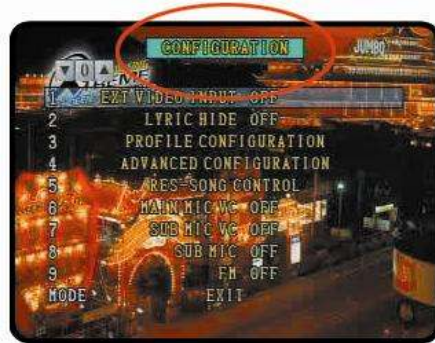 CONFIGURATION
JUMBO
1 EXT VIDEO INPUT OFF
2 LYRIC HIDE OFF
3 PROFILE CONFIGURATION
4 ADVANCED CONFIGURATION
5 RES-SONG CONTROL
6 MAIN MIC VC OFF
7 SUB MIC VC OFF
8 SUB MIC OFF
9 FM OFF
MODE EXIT